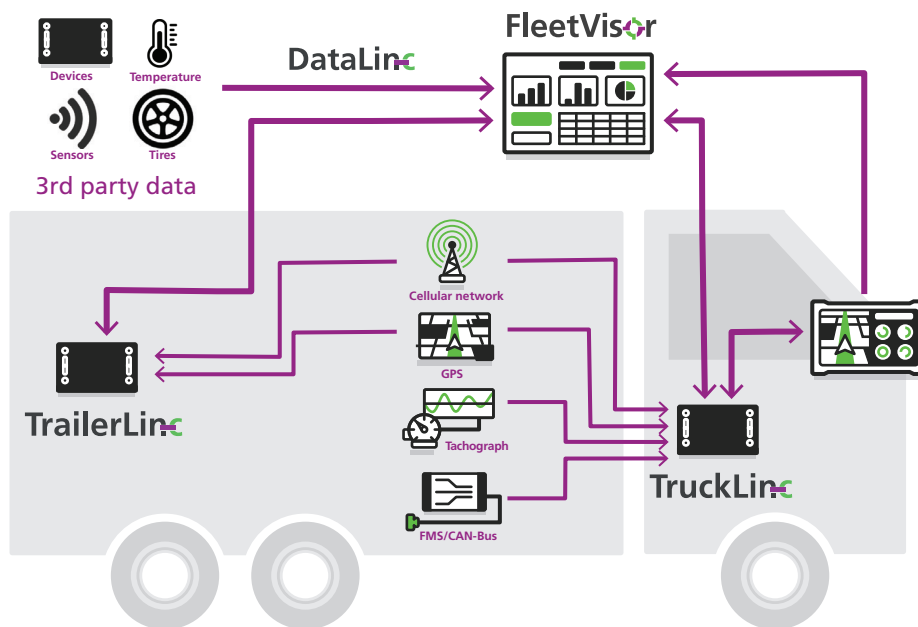 FleetVisor
DataLinc
Devices
Temperature
Sensors
Tires
3rd party data
Cellular network
GPS
TrailerLinc
Tachograph
TruckLinc
FMS/CAN-Bus